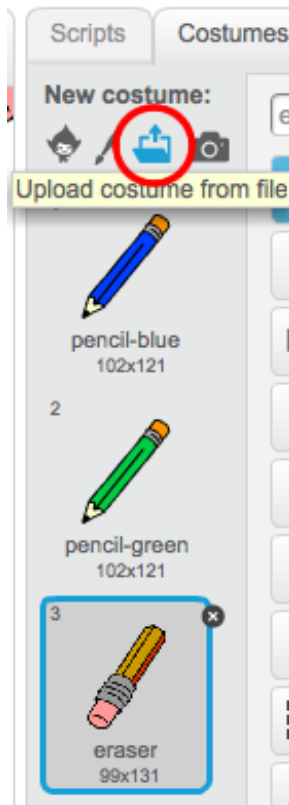 Scripts
Costumes
New costume:
Upload costume from file
pencil-blue
102x121
2
pencil-green
102x121
3
eraser
99x131